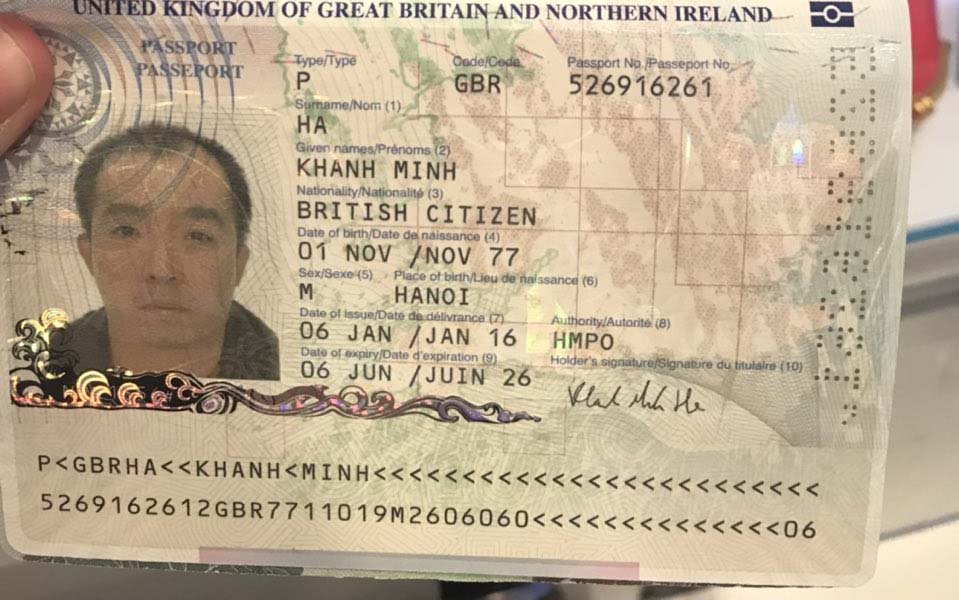 UNITED KINGDOM OF GREAT BRITAIN AND NORTHERN IRELAND
PASSPORT
PASSEPORT
Type/Type Code/Code Passport No./Passeport No.
P GBR 526916261
Surname/Nom (1)
HA
Given names/Prénoms (2)
KHANH MINH
Nationality/Nationalité (3)
BRITISH CITIZEN
Date of birth/Date de naissance (4)
01 NOV /NOV 77
Sex/Sexe (5) Place of birth/Lieu de naissance (6)
M HANOI
Date of issue/Date de délivrance (7) Authority/Autorité (8)
06 JAN /JAN 16 HMPO
Date of expiry/Date d'expiration (9) Holder's signature/Signature du titulaire (10)
06 JUN /JUIN 26
P<GBRHA<<KHANH<MINH<<<<<<<<<<<<<<<<<<<<<<<<<
5269162612GBR7711019M2606060<<<<<<<<<<<<<<06